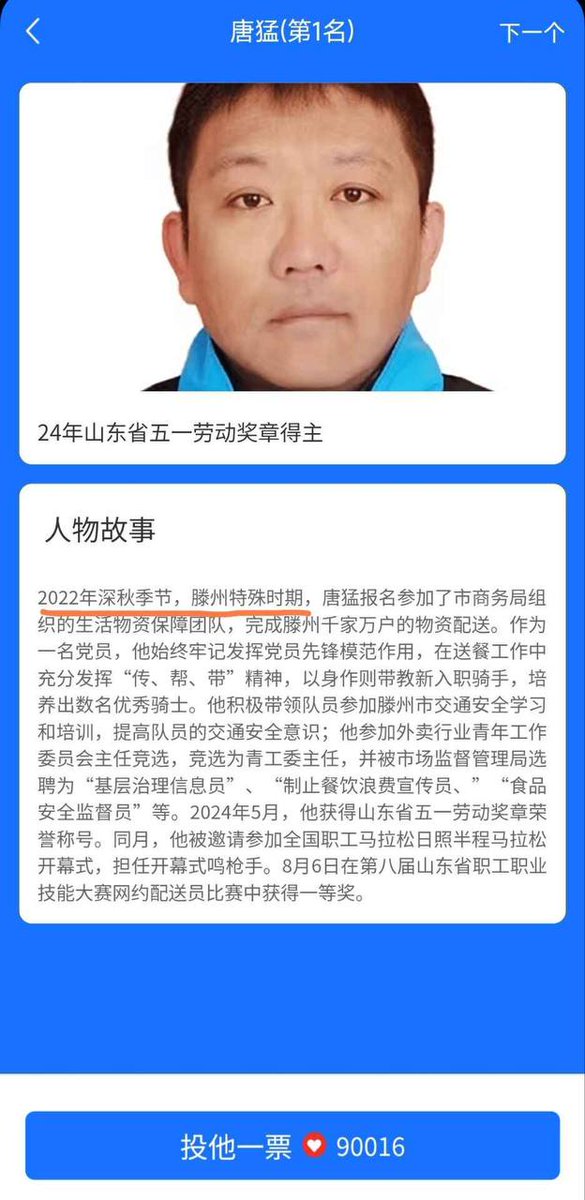 唐猛(第1名)
下一个
24年山东省五一劳动奖章得主
人物故事
2022年深秋季节，滕州特殊时期，唐猛报名参加了市商务局组
织的生活物资保障团队，完成滕州千家万户的物资配送。作为
一名党员，他始终牢记发挥党员先锋模范作用，在送餐工作中
充分发挥“传、帮、带”精神，以身作则带教新入职骑手，培
养出数名优秀骑士。他积极带领队员参加滕州市交通安全学习
和培训，提高队员的交通安全意识；他参加外卖行业青年工作
委员会主任竞选，竞选为青工委主任，并被市场监督管理局选
聘为“基层治理信息员”、“制止餐饮浪费宣传员、” “食品
安全监督员”等。2024年5月，他获得山东省五一劳动奖章荣
誉称号。同月，他被邀请参加全国职工马拉松日照半程马拉松
开幕式，担任开幕式鸣枪手。8月6日在第八届山东省职工职业
技能大赛网约配送员比赛中获得一等奖。
投他一票 90016